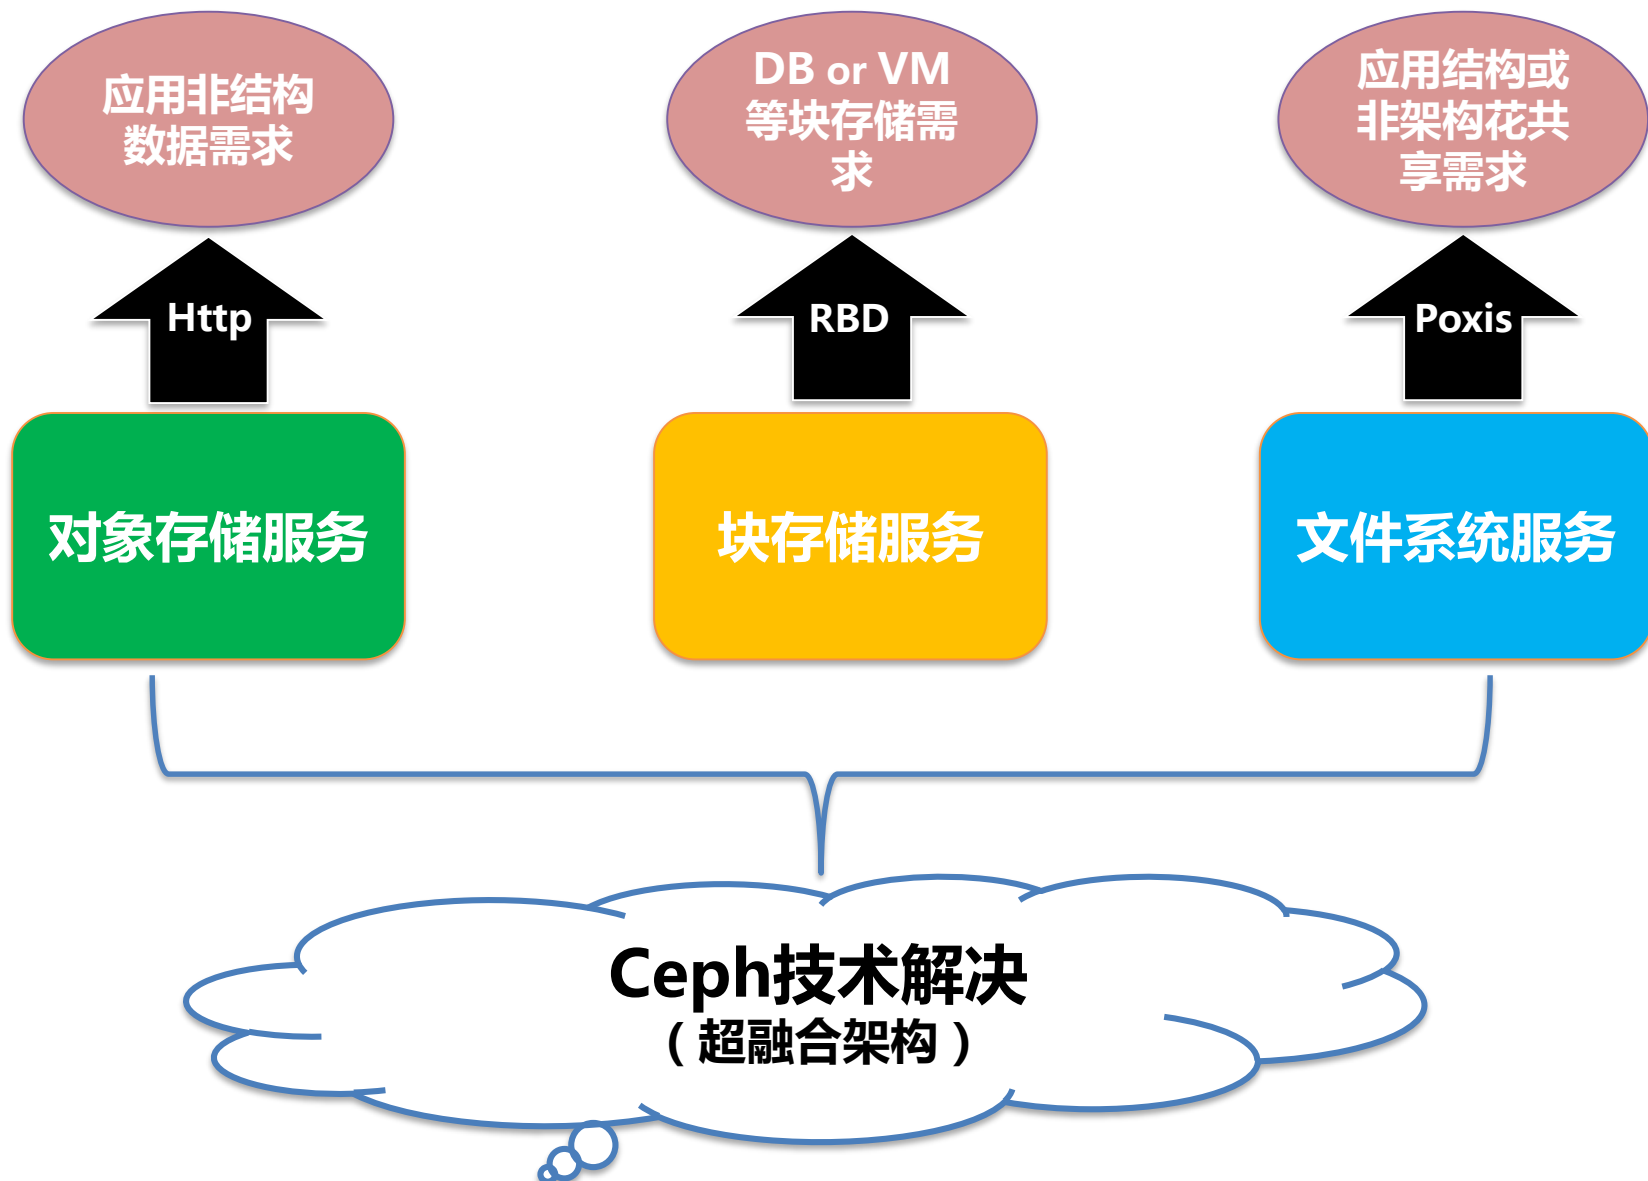 应用非结构
数据需求
DB or VM
等块存储需
求
应用结构或
非架构花共
享需求
Http
RBD
Poxis
对象存储服务
块存储服务
文件系统服务
Ceph技术解决
（超融合架构）